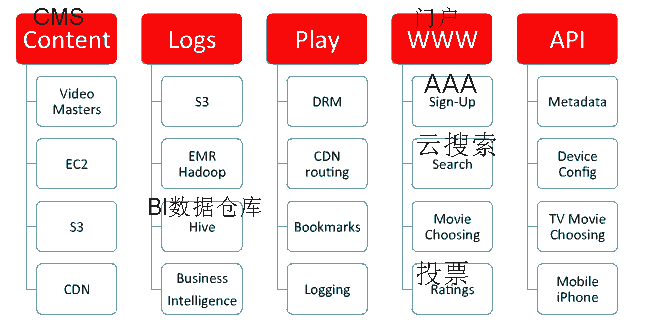 CMS
Content
Video
Masters
EC2
S3
CDN
Logs
S3
EMR
Hadoop
BI数据仓库
Hive
Business
Intelligence
Play
DRM
CDN
routing
Bookmarks
Logging
门户
WWW
AAA
Sign-Up
云搜索
Search
Movie
Choosing
投票
Ratings
API
Metadata
Device
Config
TV Movie
Choosing
Mobile
iPhone